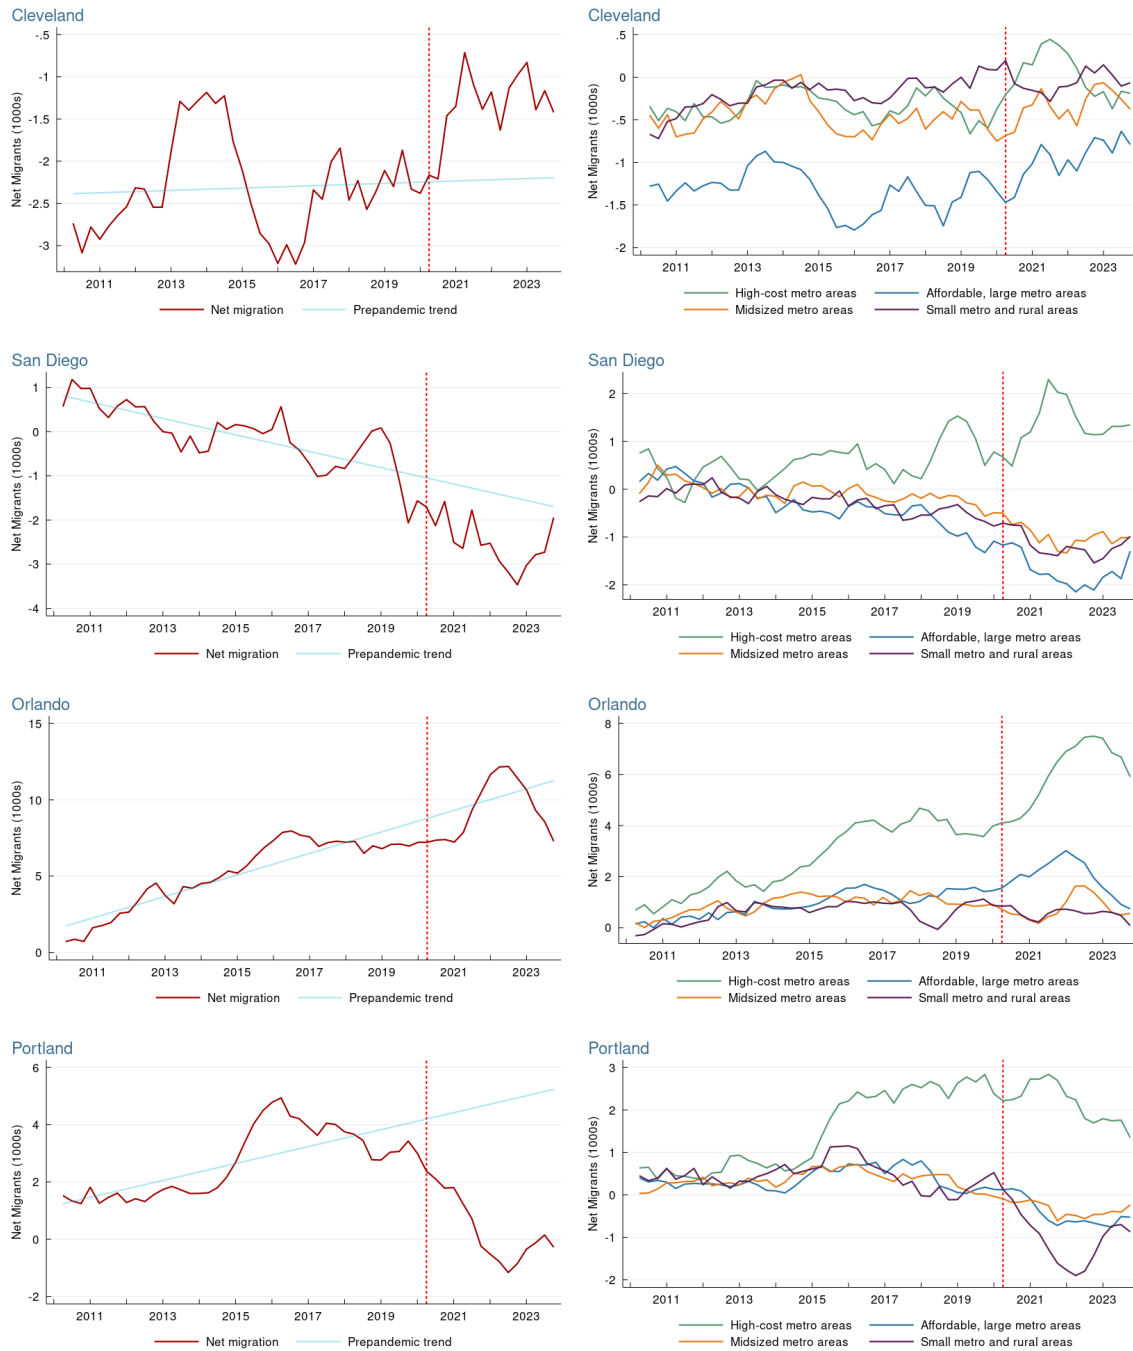 Cleveland
Net Migrants (1000s)
-.5
-1
-1.5
-2
-2.5
-3
2011 2013 2015 2017 2019 2021 2023
Net migration Prepandemic trend
Cleveland
Net Migrants (1000s)
.5
0
-.5
-1
-1.5
-2
2011 2013 2015 2017 2019 2021 2023
High-cost metro areas Affordable, large metro areas
Midsized metro areas Small metro and rural areas
San Diego
Net Migrants (1000s)
1
0
-1
-2
-3
-4
2011 2013 2015 2017 2019 2021 2023
Net migration Prepandemic trend
San Diego
Net Migrants (1000s)
2
1
0
-1
-2
2011 2013 2015 2017 2019 2021 2023
High-cost metro areas Affordable, large metro areas
Midsized metro areas Small metro and rural areas
Orlando
Net Migrants (1000s)
15
10
5
0
2011 2013 2015 2017 2019 2021 2023
Net migration Prepandemic trend
Orlando
Net Migrants (1000s)
8
6
4
2
0
2011 2013 2015 2017 2019 2021 2023
High-cost metro areas Affordable, large metro areas
Midsized metro areas Small metro and rural areas
Portland
Net Migrants (1000s)
6
4
2
0
-2
2011 2013 2015 2017 2019 2021 2023
Net migration Prepandemic trend
Portland
Net Migrants (1000s)
3
2
1
0
-1
-2
2011 2013 2015 2017 2019 2021 2023
High-cost metro areas Affordable, large metro areas
Midsized metro areas Small metro and rural areas